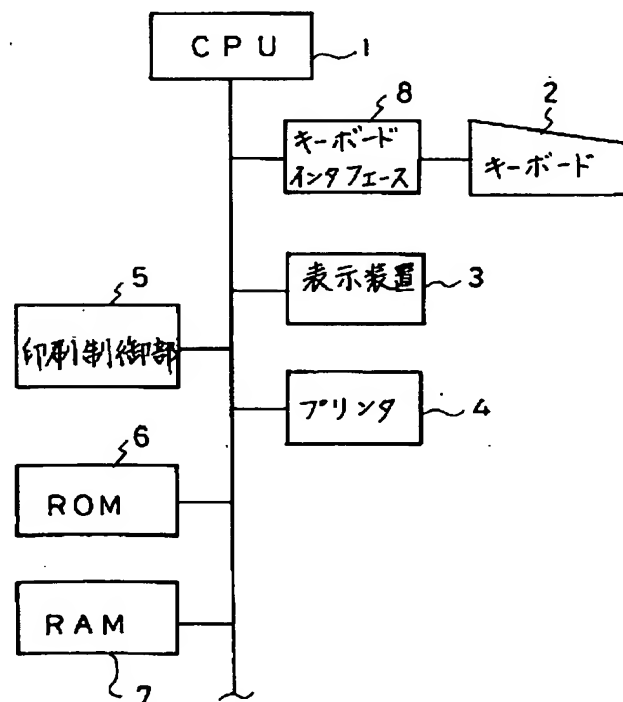 CPU
1
8
2
キーボード
インタフェース
キーボード
表示装置
3
5
印刷制御部
プリンタ
4
6
ROM
RAM
7